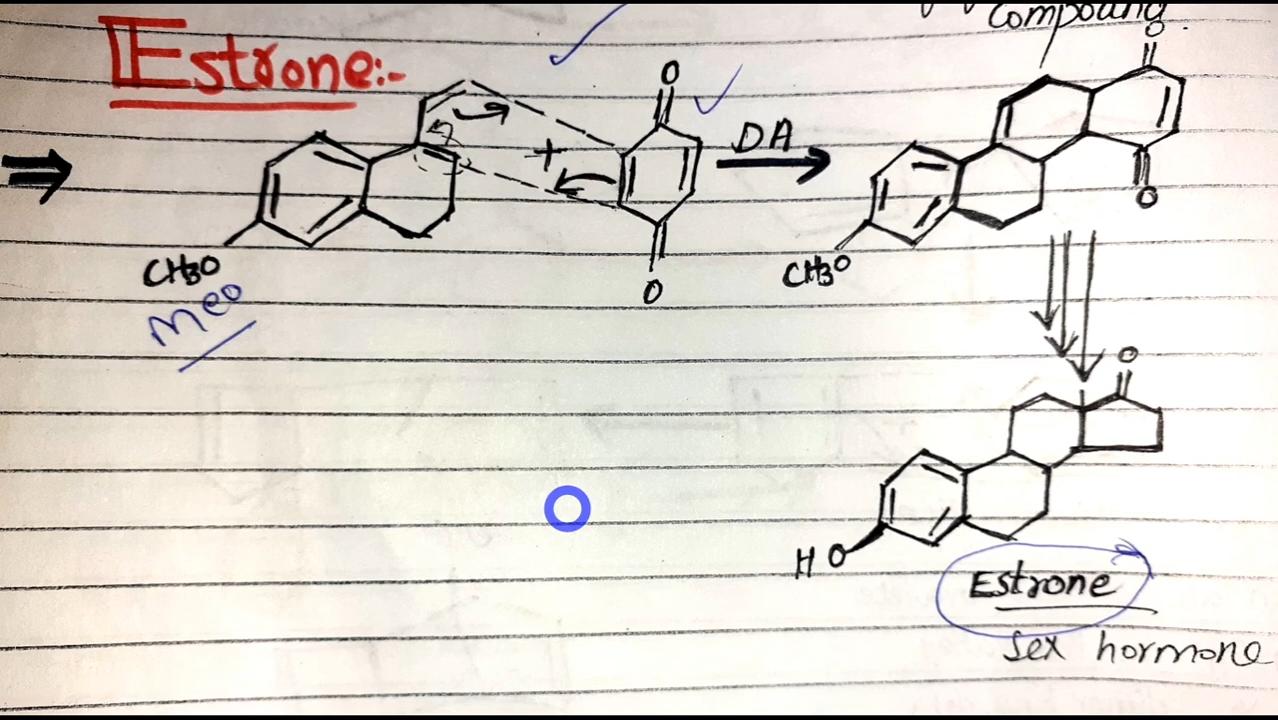 Compound.
Estrone:-
O
O
+
DA
O
O
CH3O
CH3O
Meo
O
HO
Estrone
Sex hormone